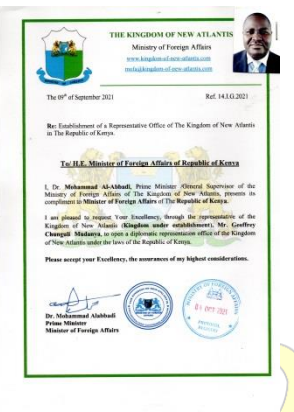 THE KINGDOM OF NEW ATLANTIS
Ministry of Foreign Affairs
www.kingdom-of-new-atlantis.com
mofa@kingdom-of-new-atlantis.com
The 09th of September 2021 Ref. 14.I.G.2021
Re: Establishment of a Representative Office of The Kingdom of New Atlantis
in The Republic of Kenya.
To/ H.E. Minister of Foreign Affairs of Republic of Kenya
I, Dr. Mohammad Al-Abbadi, Prime Minister /General Supervisor of the
Ministry of Foreign Affairs of The Kingdom of New Atlantis, presents its
compliment to Minister of Foreign Affairs of The Republic of Kenya.
I am pleased to request Your Excellency, through the representative of the
Kingdom of New Atlantis (Kingdom under establishment), Mr. Geoffrey
Chunguli Mudanya, to open a diplomatic representation office of the Kingdom
of New Atlantis under the laws of the Republic of Kenya.
Please accept your Excellency, the assurances of my highest considerations.
Dr. Mohammad Alabbadi
Prime Minister
Minister of Foreign Affairs
MINISTRY OF FOREIGN AFFAIRS
01 OCT 2021